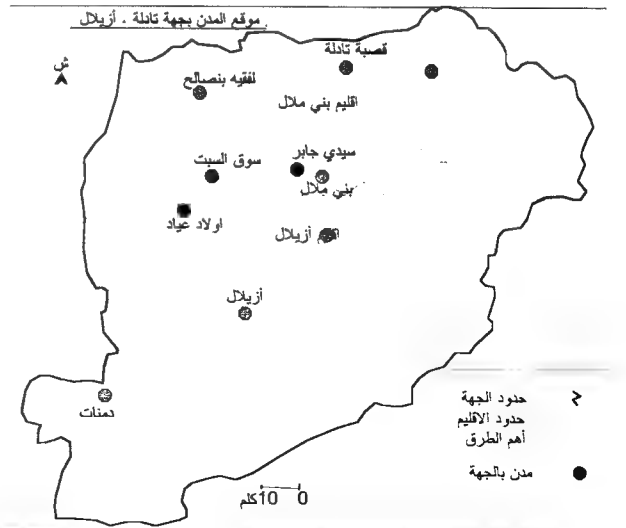 موقع المدن بجهة تادلة . أزيلال
ش
قصبة تادلة
لفقيه بنصالح
اقليم بني ملال
سيدي جابر
سوق السبت
بني ملال
اولاد عياد
أزيلال
أزيلال
دمنات
حدود الجهة
حدود الاقليم
أهم الطرق
مدن بالجهة
0 10كلم